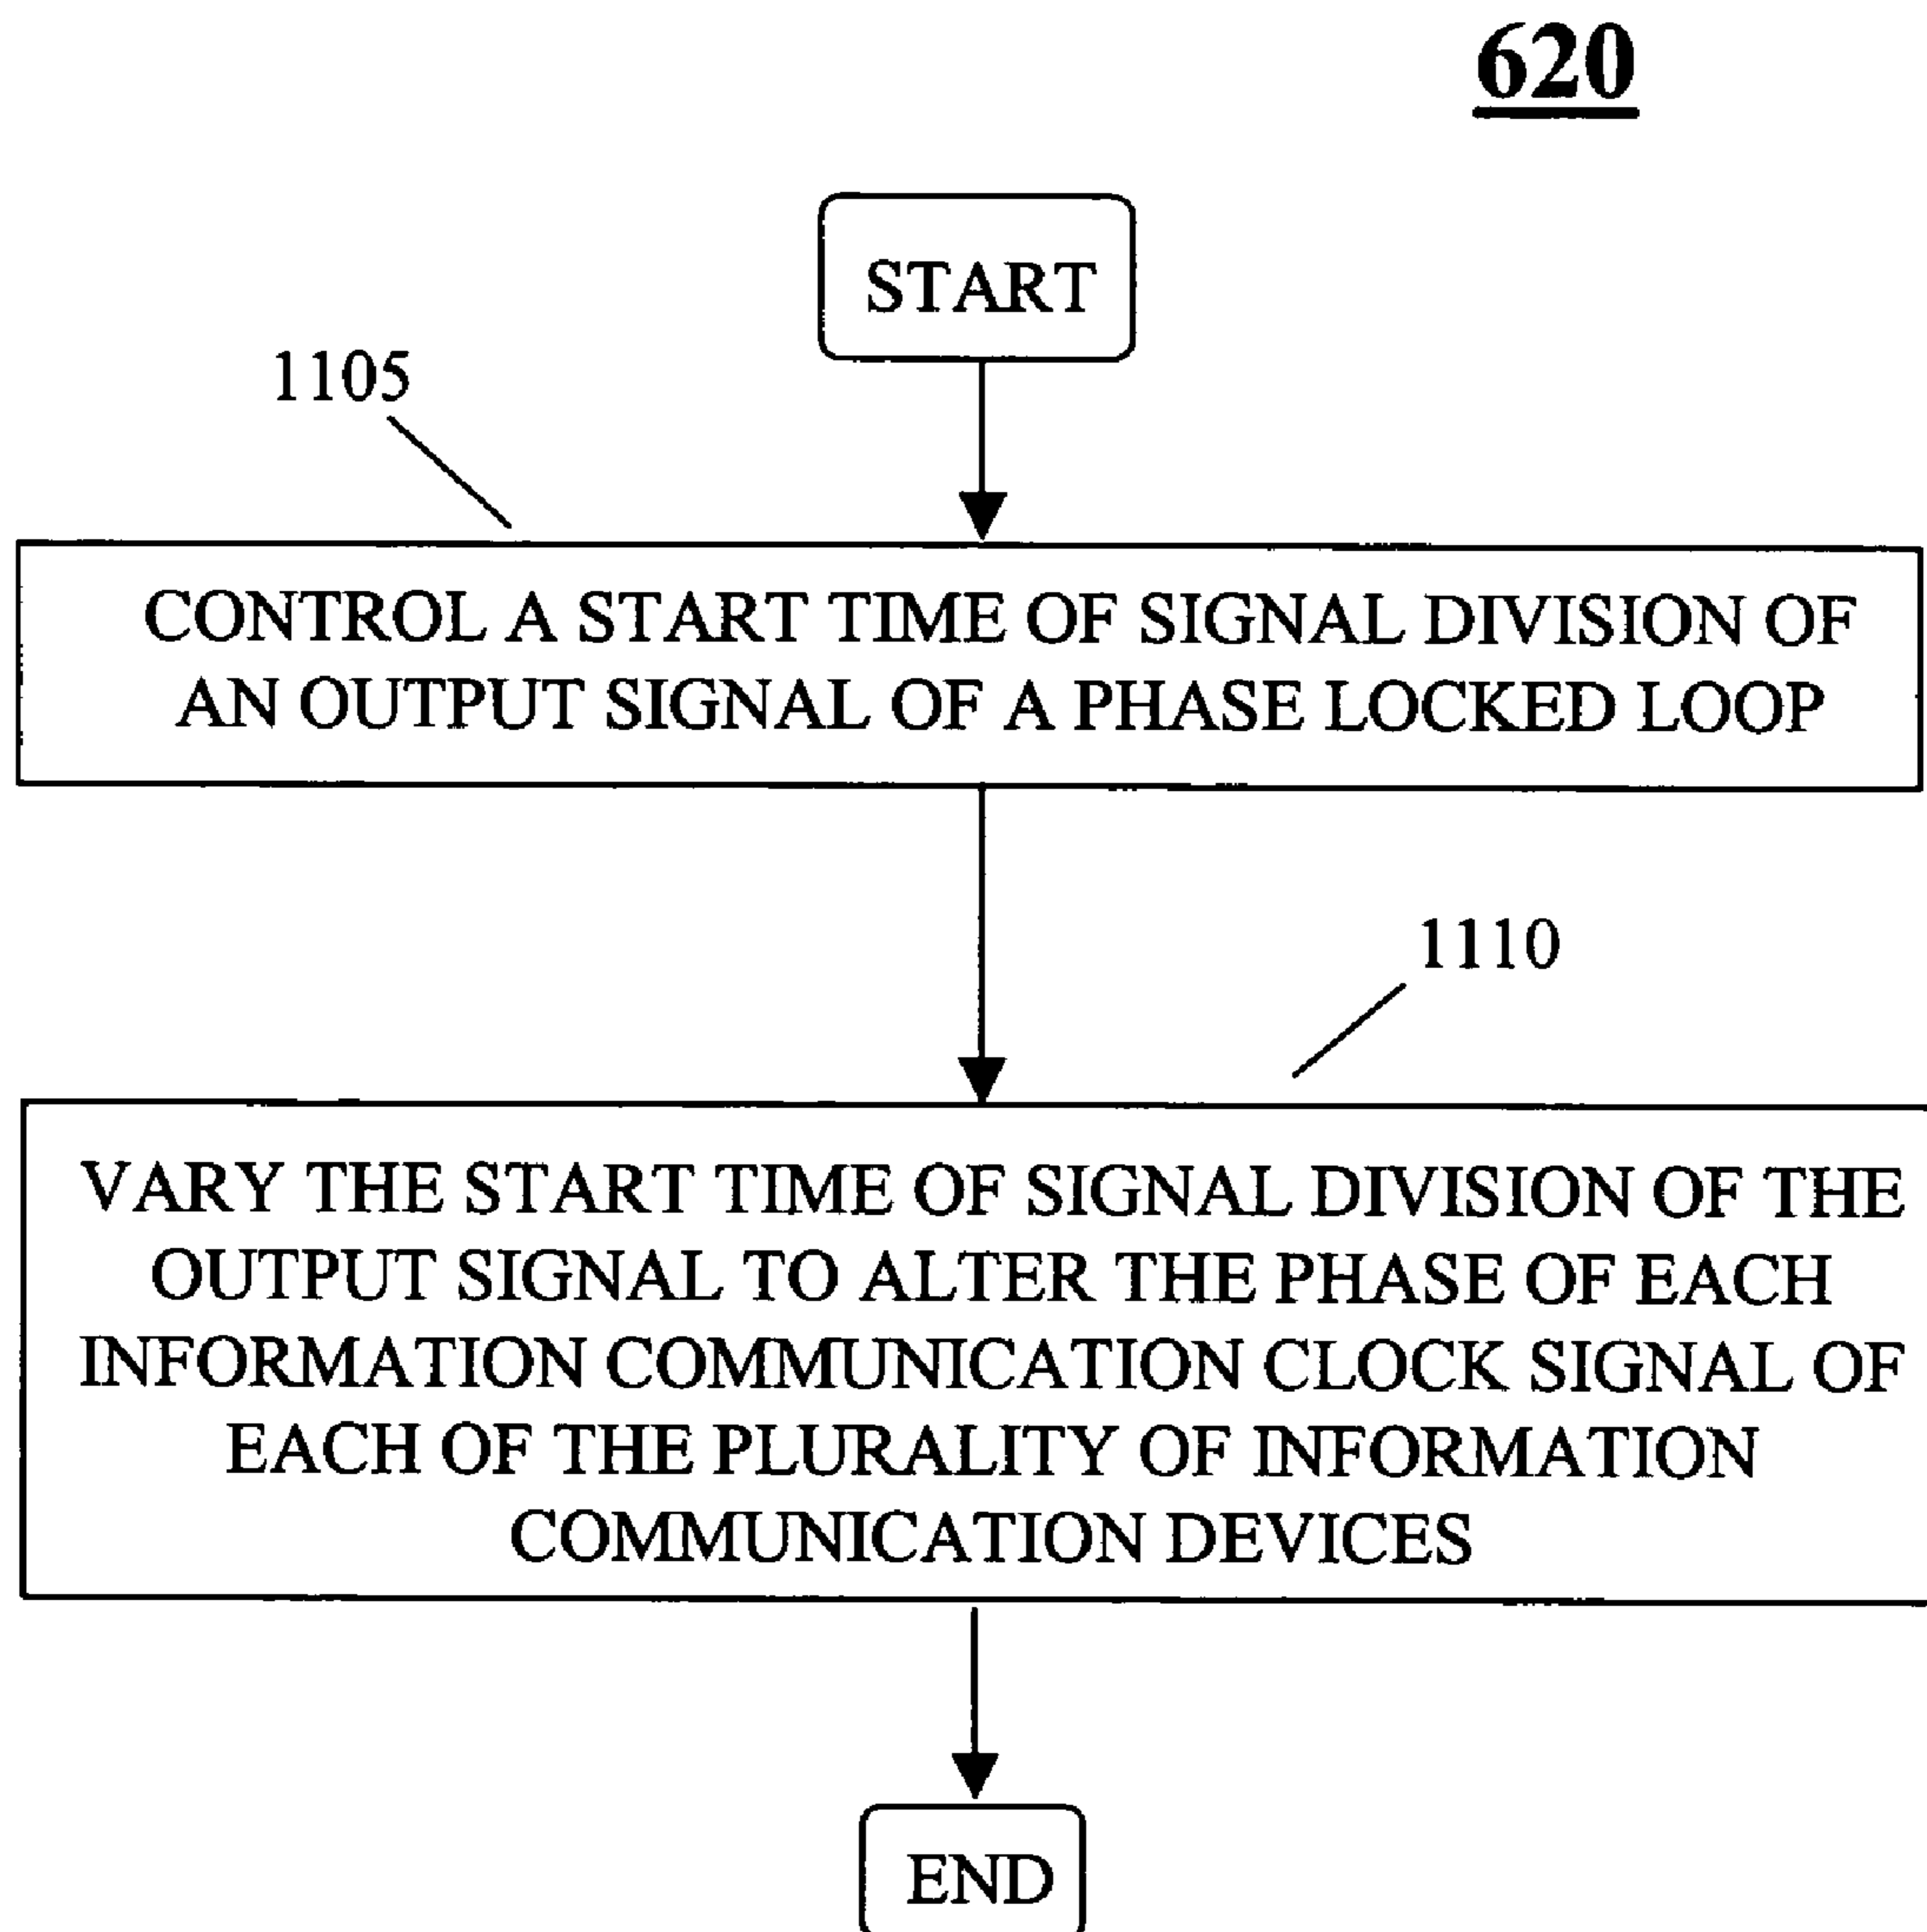 620
START
1105
CONTROL A START TIME OF SIGNAL DIVISION OF
AN OUTPUT SIGNAL OF A PHASE LOCKED LOOP
1110
VARY THE START TIME OF SIGNAL DIVISION OF THE
OUTPUT SIGNAL TO ALTER THE PHASE OF EACH
INFORMATION COMMUNICATION CLOCK SIGNAL OF
EACH OF THE PLURALITY OF INFORMATION
COMMUNICATION DEVICES
END